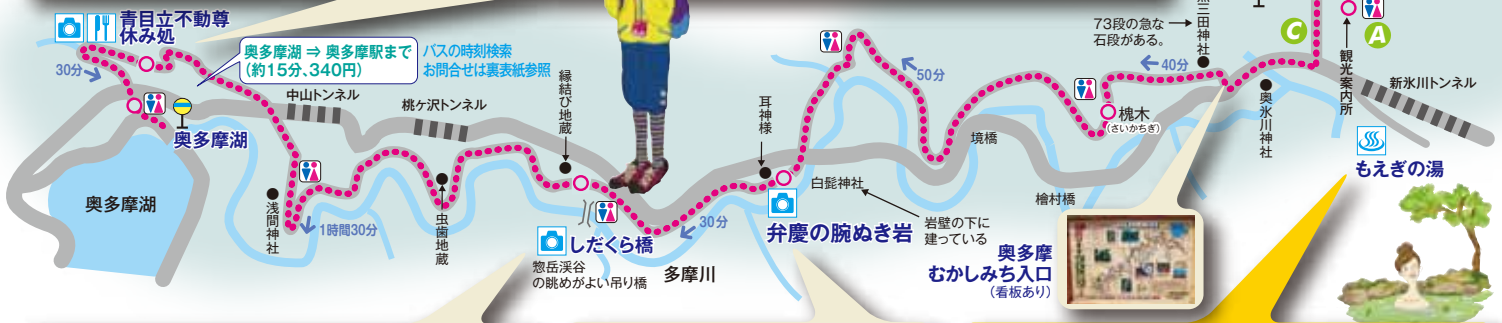 青目立不動尊
休み処
30分
奥多摩湖 ⇒ 奥多摩駅まで
(約15分、340円)
バスの時刻検索
お問合せは裏表紙参照
中山トンネル
桃ヶ沢トンネル
奥多摩湖
奥多摩湖
浅間神社
1時間30分
虫歯地蔵
縁結び地蔵
しだくら橋
惣岳渓谷
の眺めがよい吊り橋
多摩川
30分
耳神様
弁慶の腕ぬき岩
白髭神社
岩壁の下に
建っている
50分
境橋
槐木
(さいかちぎ)
檜村橋
奥多摩
むかしみち入口
(看板あり)
40分
73段の急な
石段がある。
三田神社
奥氷川神社
C
A
観光案内所
新氷川トンネル
もえぎの湯